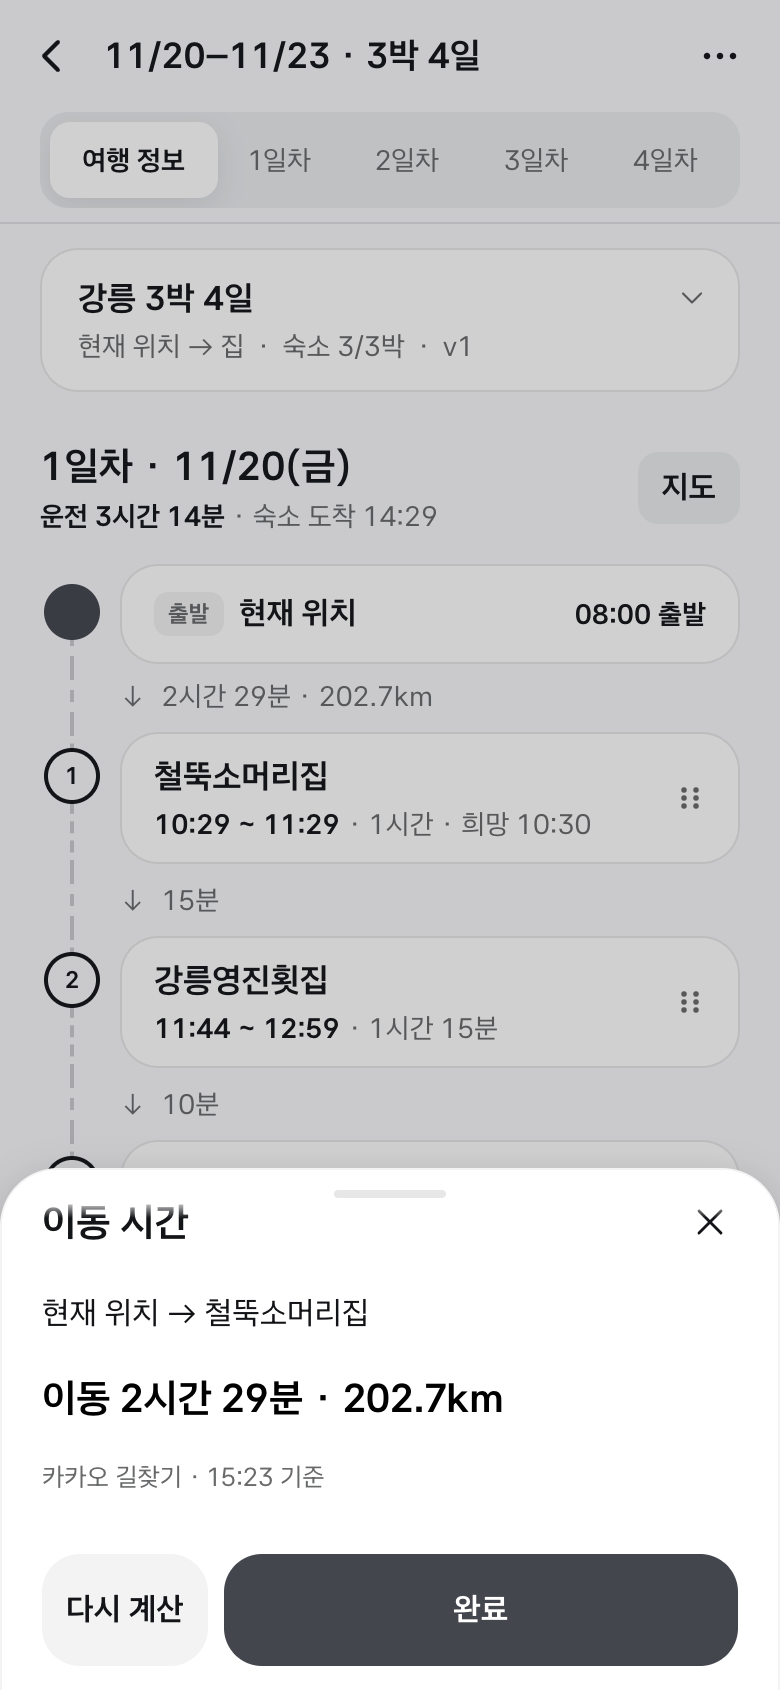 11/20–11/23 · 3박 4일
여행 정보 1일차 2일차 3일차 4일차
강릉 3박 4일
현재 위치 → 집 · 숙소 3/3박 · v1
1일차 · 11/20(금)
지도
운전 3시간 14분 · 숙소 도착 14:29
출발 현재 위치 08:00 출발
↓ 2시간 29분 · 202.7km
1 철뚝소머리집
10:29 ~ 11:29 · 1시간 · 희망 10:30
↓ 15분
2 강릉영진횟집
11:44 ~ 12:59 · 1시간 15분
↓ 10분
이동 시간
현재 위치 → 철뚝소머리집
이동 2시간 29분 · 202.7km
카카오 길찾기 · 15:23 기준
다시 계산 완료